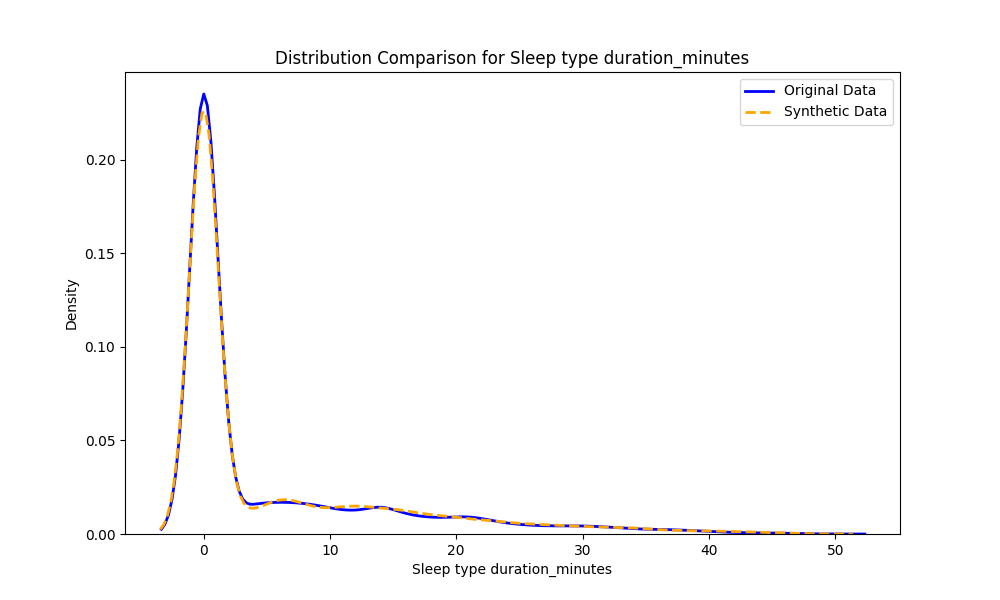 Distribution Comparison for Sleep type duration_minutes
Original Data
Synthetic Data
0.20
0.15
0.10
0.05
0.00
Density
0 10 20 30 40 50
Sleep type duration_minutes